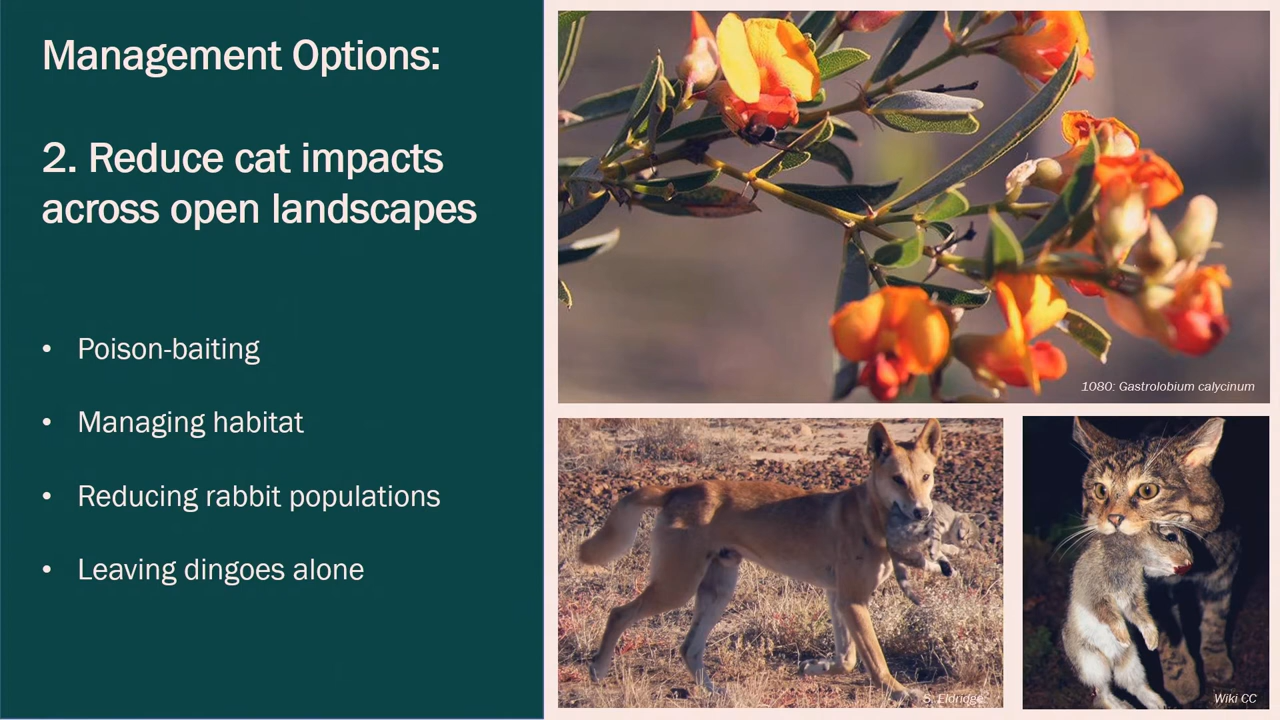 Management Options:
2. Reduce cat impacts
across open landscapes
• Poison-baiting
• Managing habitat
• Reducing rabbit populations
• Leaving dingoes alone
1080: Gastrolobium calycinum
S. Eldridge
Wiki CC